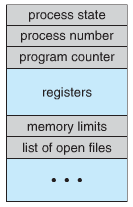 process state
process number
program counter
registers
memory limits
list of open files
• • •